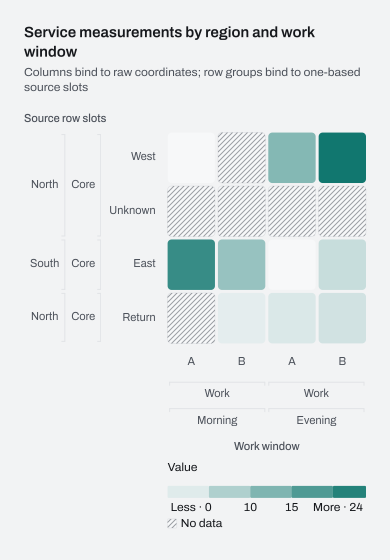 Service measurements by region and work
window
Columns bind to raw coordinates; row groups bind to one-based
source slots
Source row slots
North Core West
Unknown
South Core East
North Core Return
A B A B
Work Work
Morning Evening
Work window
Value
Less · 0 10 15 More · 24
No data